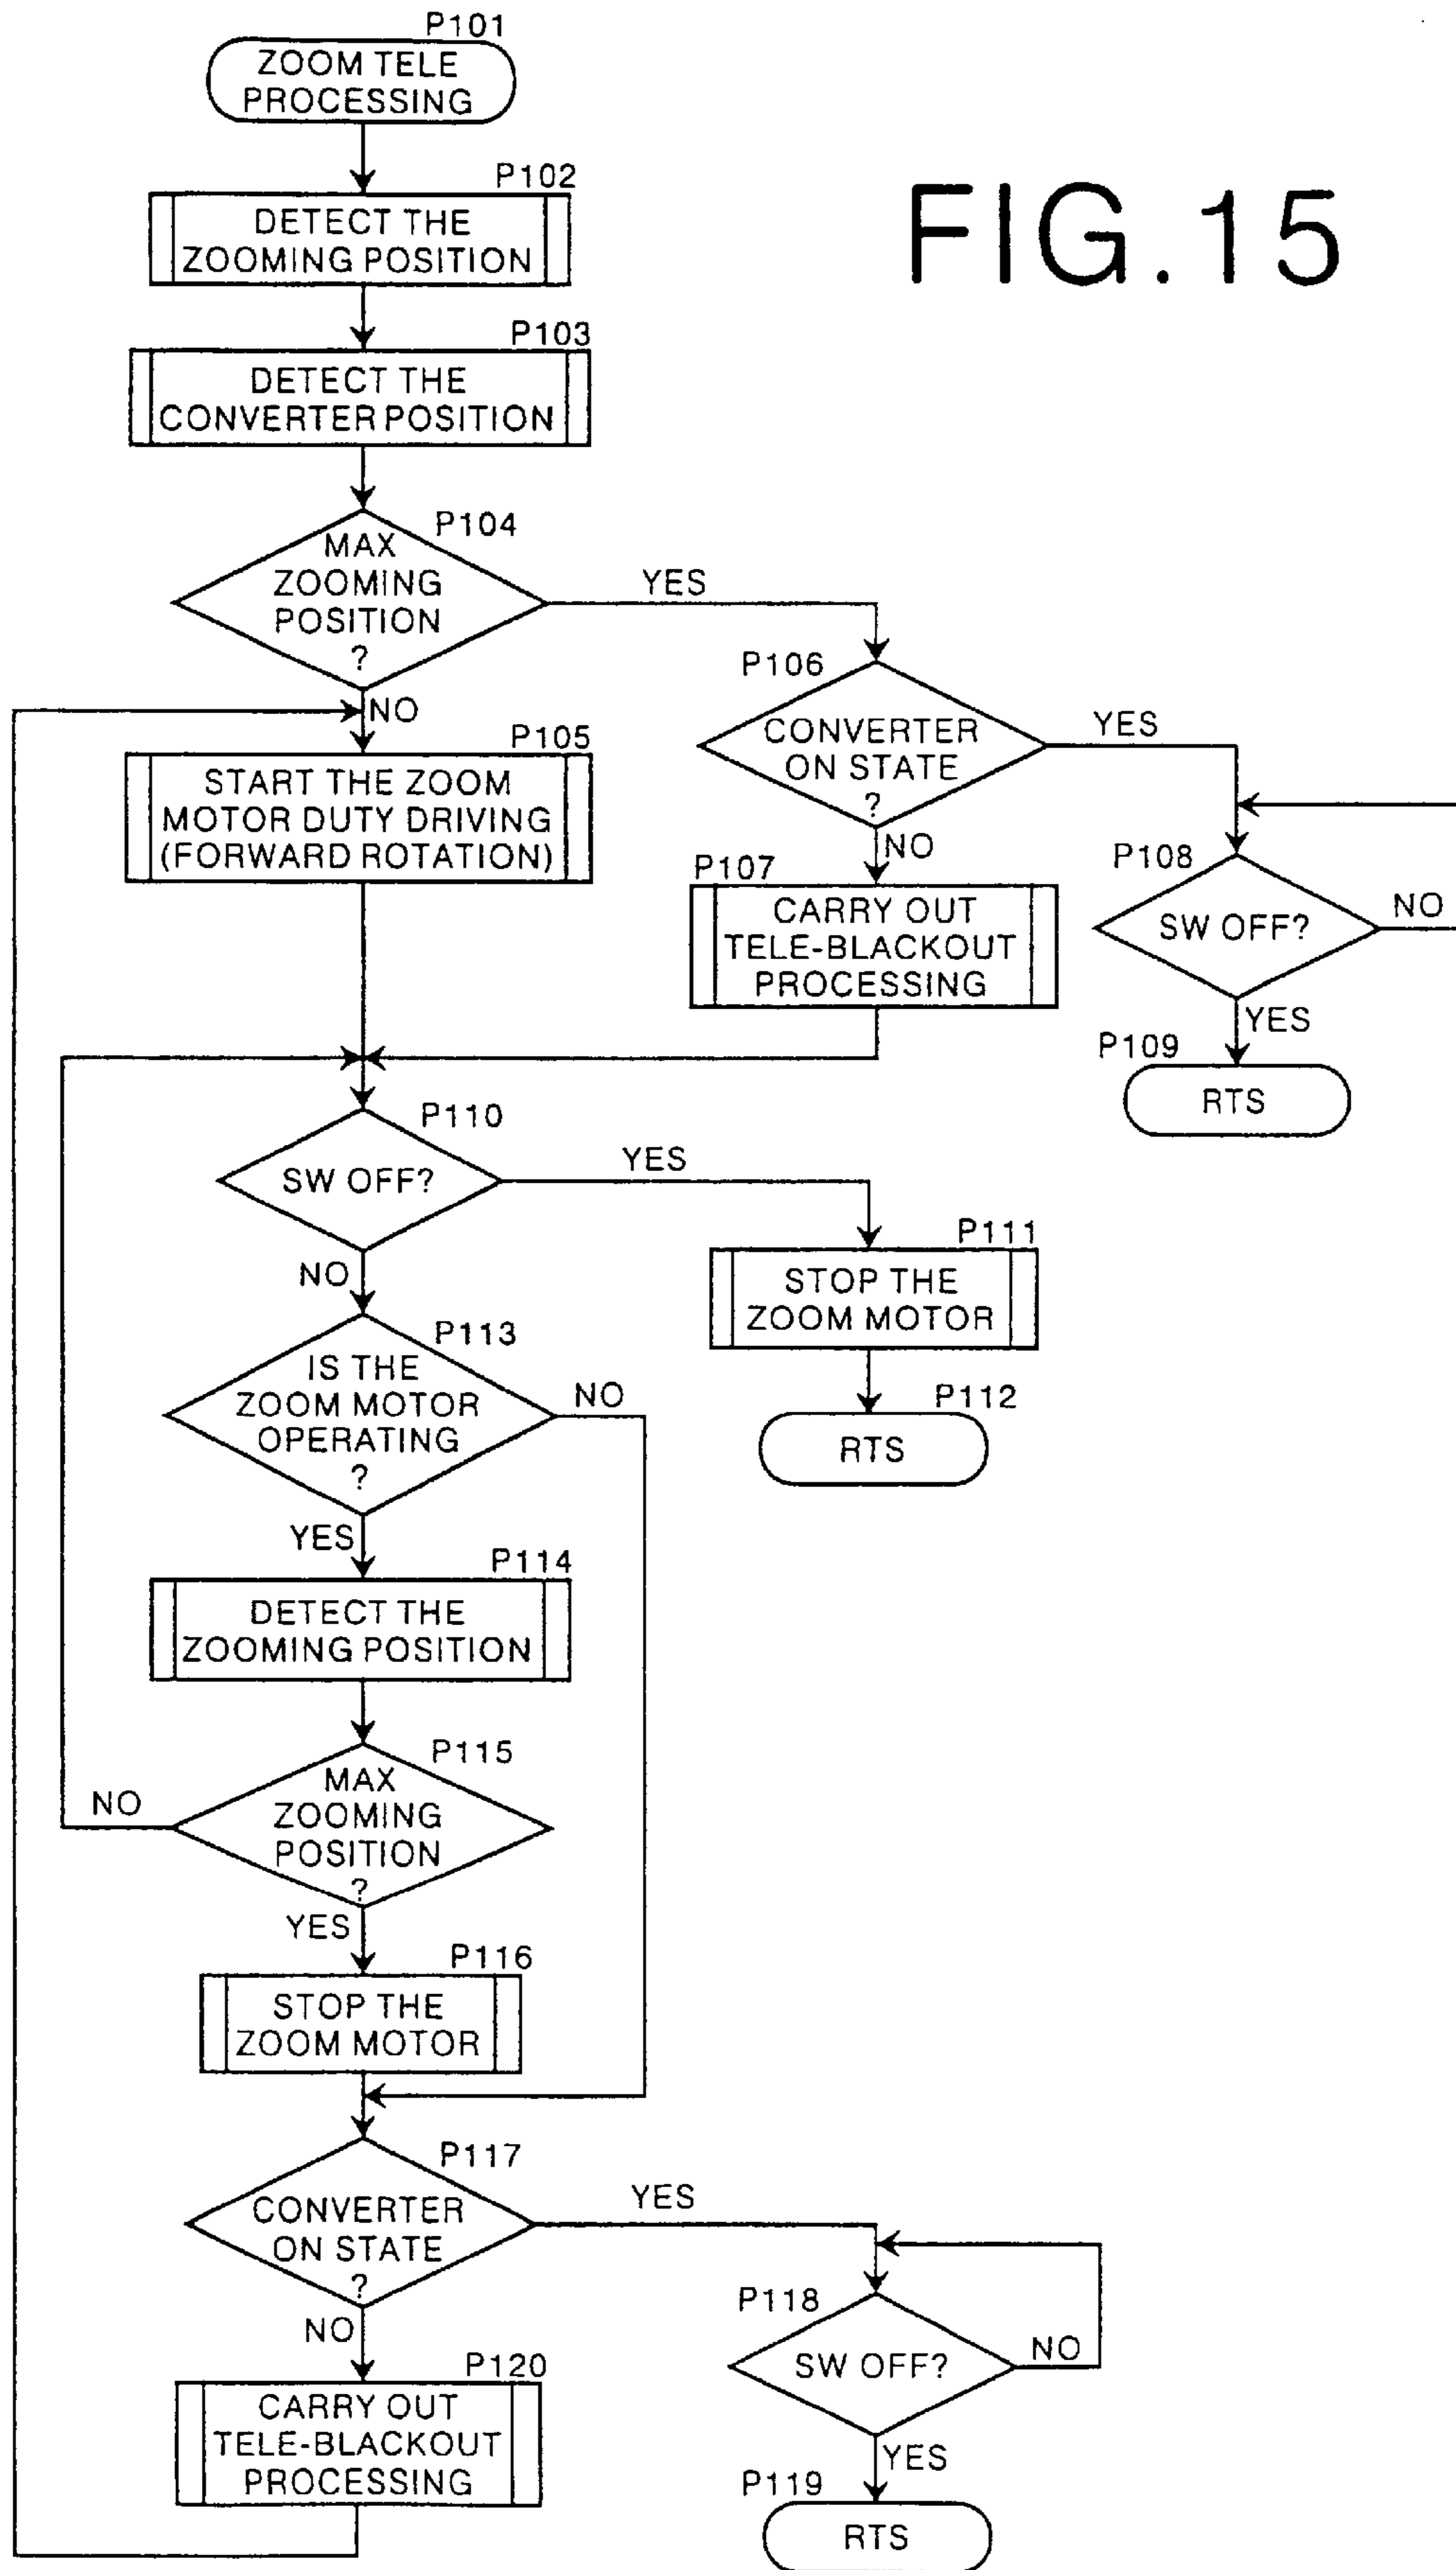 P101
ZOOM TELE
PROCESSING
FIG.15
P102
DETECT THE
ZOOMING POSITION
P103
DETECT THE
CONVERTER POSITION
P104
MAX
ZOOMING
POSITION
?
YES
NO
P105
START THE ZOOM
MOTOR DUTY DRIVING
(FORWARD ROTATION)
P106
CONVERTER
ON STATE
?
YES
NO
P107
CARRY OUT
TELE-BLACKOUT
PROCESSING
P108
SW OFF?
NO
YES
P109
RTS
P110
SW OFF?
YES
NO
P111
STOP THE
ZOOM MOTOR
P112
RTS
P113
IS THE
ZOOM MOTOR
OPERATING
?
NO
YES
P114
DETECT THE
ZOOMING POSITION
P115
MAX
ZOOMING
POSITION
?
NO
YES
P116
STOP THE
ZOOM MOTOR
P117
CONVERTER
ON STATE
?
YES
NO
P118
SW OFF?
NO
YES
P119
RTS
P120
CARRY OUT
TELE-BLACKOUT
PROCESSING